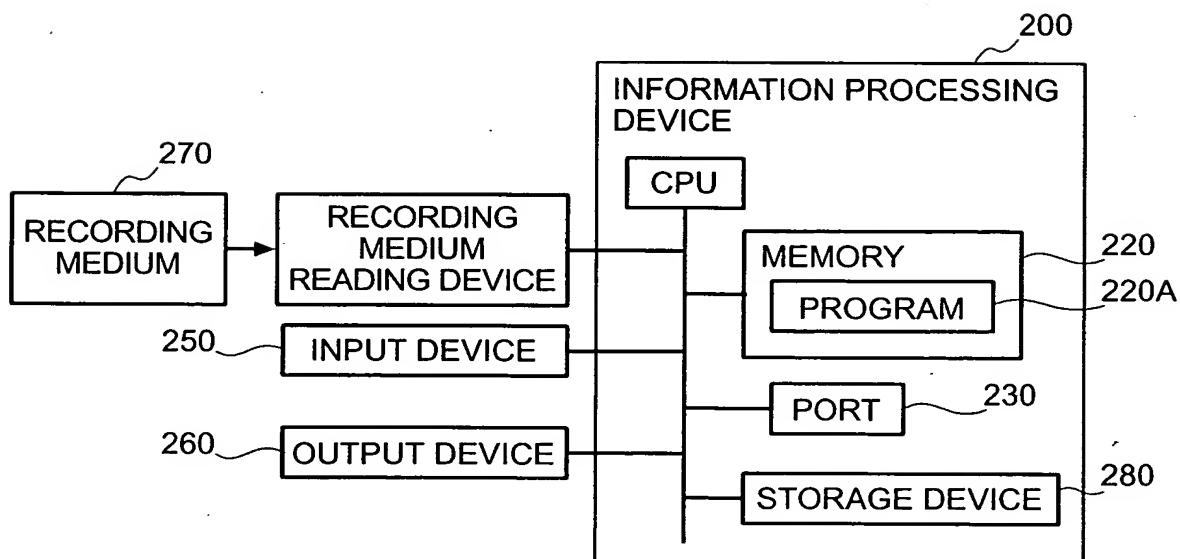 200
INFORMATION PROCESSING
DEVICE
270
CPU
RECORDING
MEDIUM
RECORDING
MEDIUM
READING DEVICE
MEMORY
220
PROGRAM
220A
250
INPUT DEVICE
PORT
230
260
OUTPUT DEVICE
STORAGE DEVICE
280